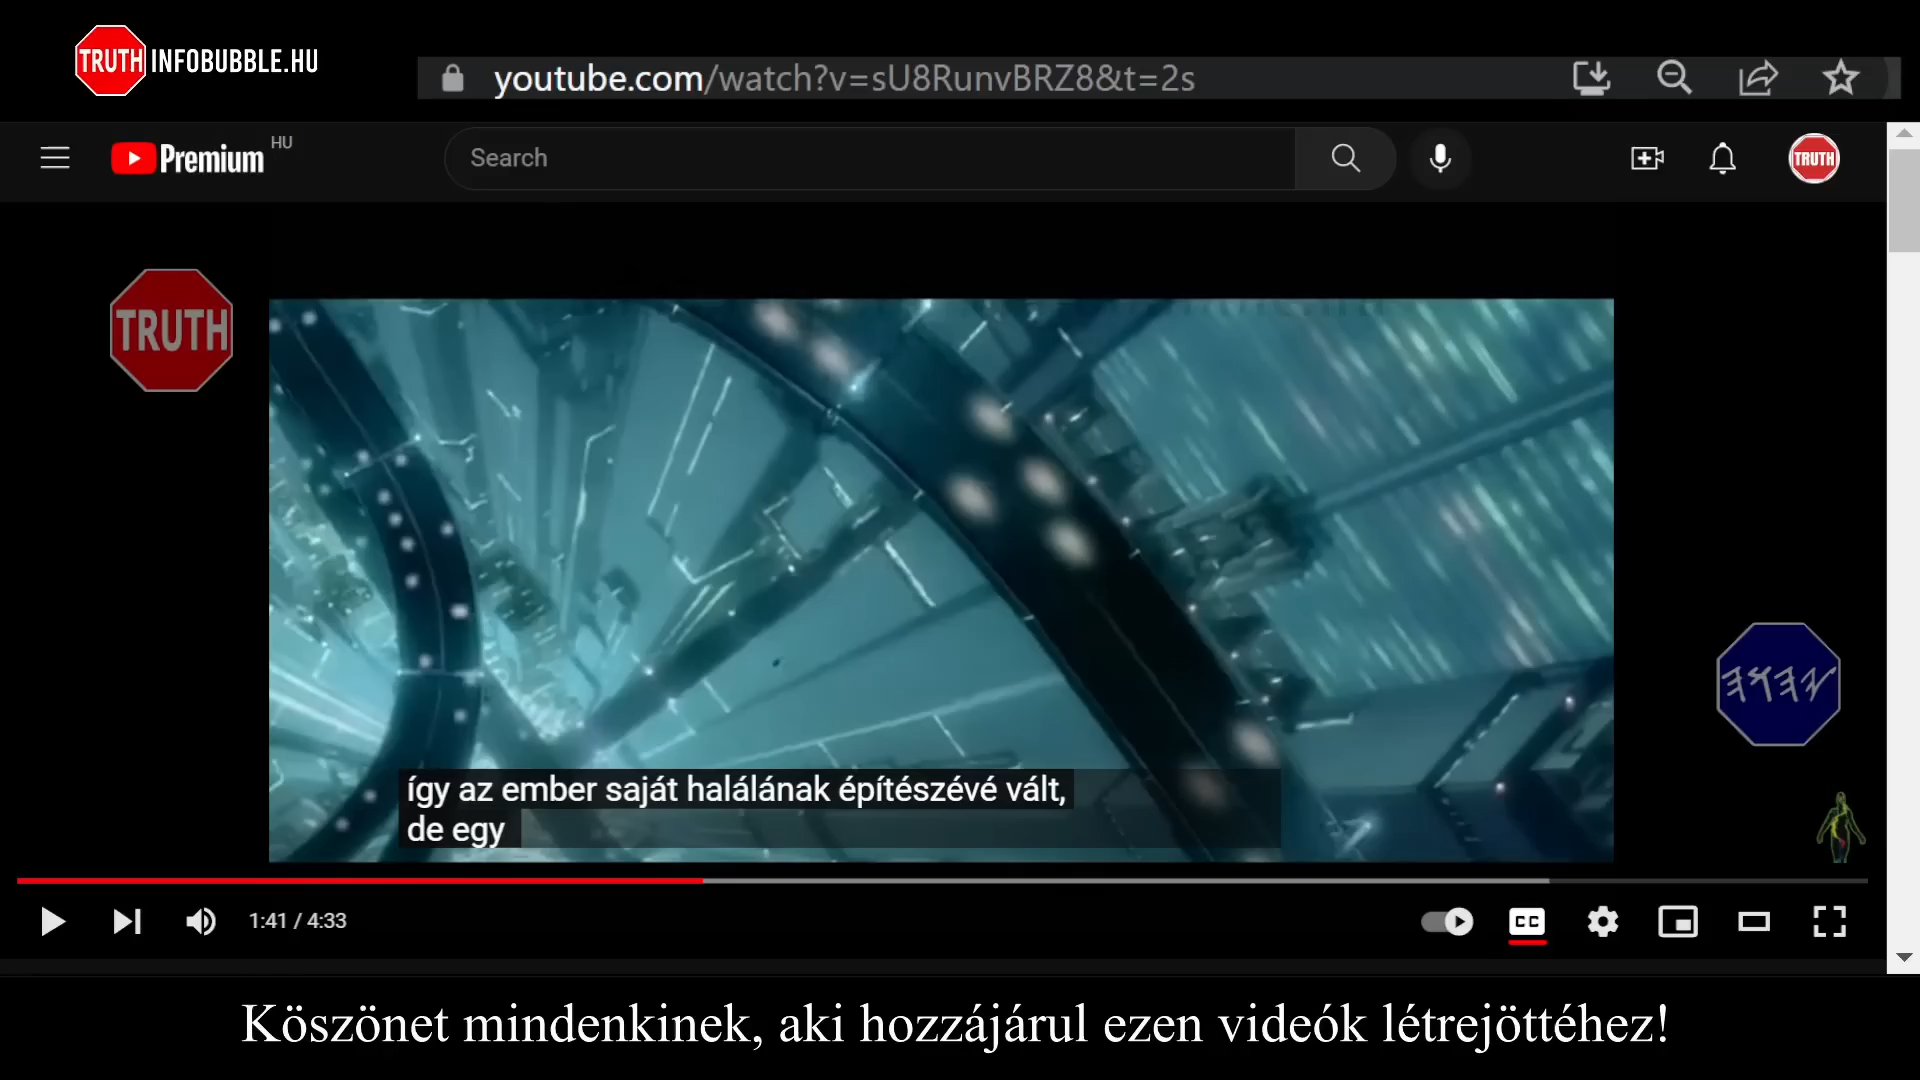 TRUTH INFOBUBBLE.HU
youtube.com/watch?v=sU8RunvBRZ8&t=2s
Premium HU
Search
TRUTH
TRUTH
így az ember saját halálának építészévé vált,
de egy
1:41 / 4:33
CC
Köszönet mindenkinek, aki hozzájárul ezen videók létrejöttéhez!